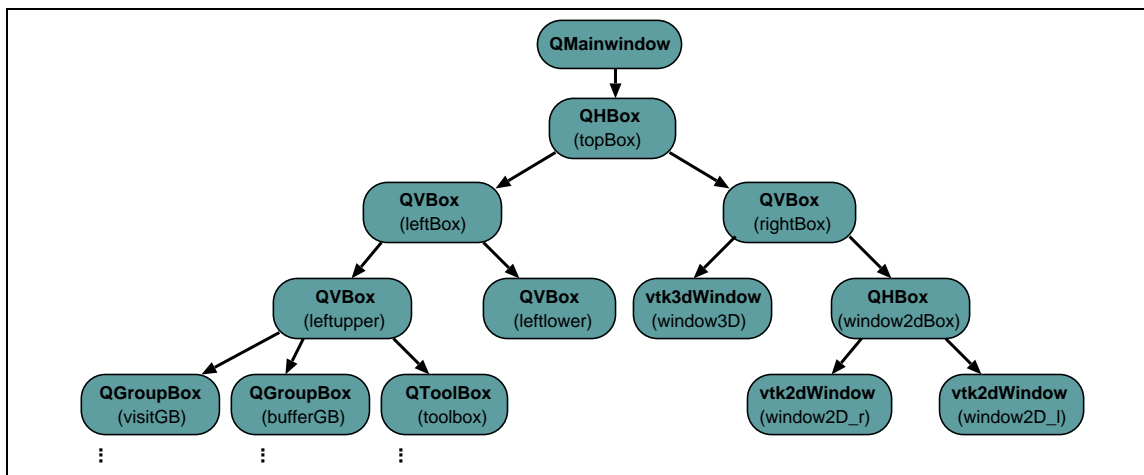 QMainwindow
QHBox
(topBox)
QVBox
(leftBox)
QVBox
(rightBox)
QVBox
(leftupper)
QVBox
(leftlower)
vtk3dWindow
(window3D)
QHBox
(window2dBox)
QGroupBox
(visitGB)
QGroupBox
(bufferGB)
QToolBox
(toolbox)
vtk2dWindow
(window2D_r)
vtk2dWindow
(window2D_l)